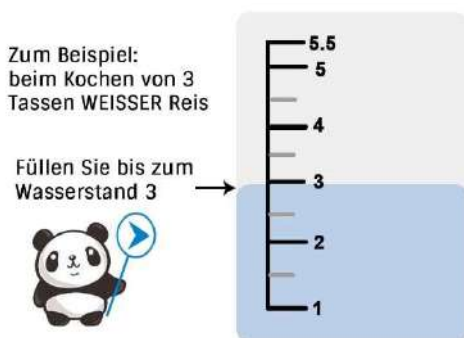 Zum Beispiel:
beim Kochen von 3
Tassen WEISSER Reis
Füllen Sie bis zum
Wasserstand 3
5.5
5
4
3
2
1